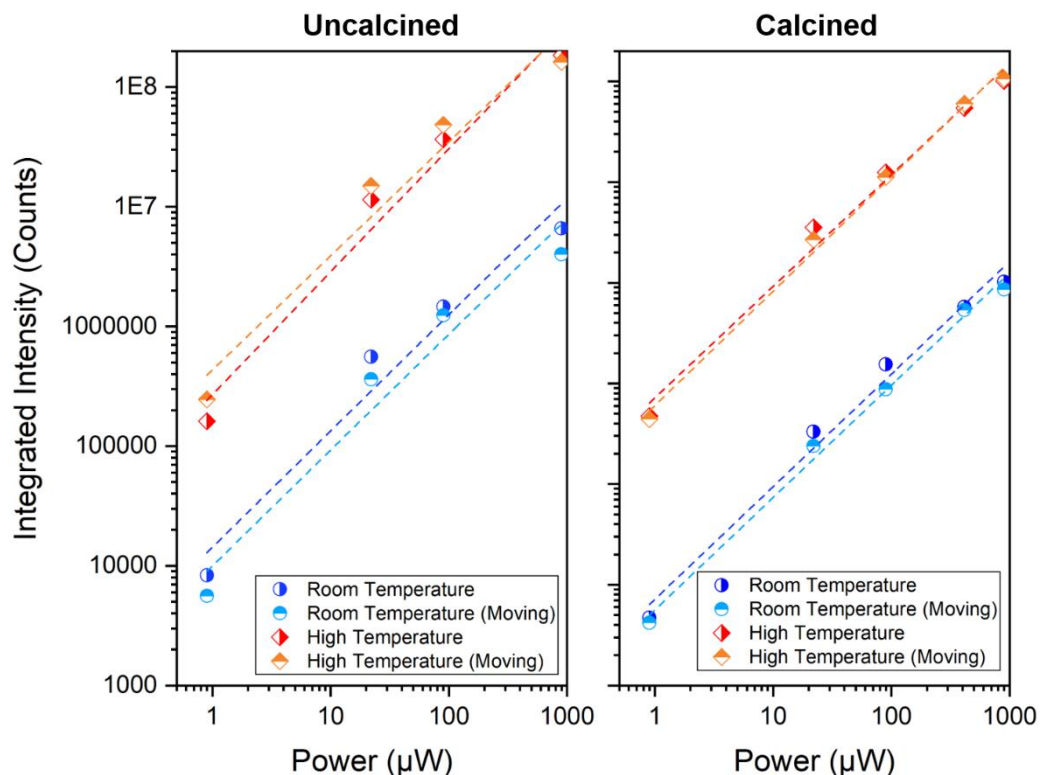 Uncalcined
Calcined
Integrated Intensity (Counts)
1E8
1E7
1000000
100000
10000
1000
Room Temperature
Room Temperature (Moving)
High Temperature
High Temperature (Moving)
Room Temperature
Room Temperature (Moving)
High Temperature
High Temperature (Moving)
1 10 100 1000
1 10 100 1000
Power (µW)
Power (µW)